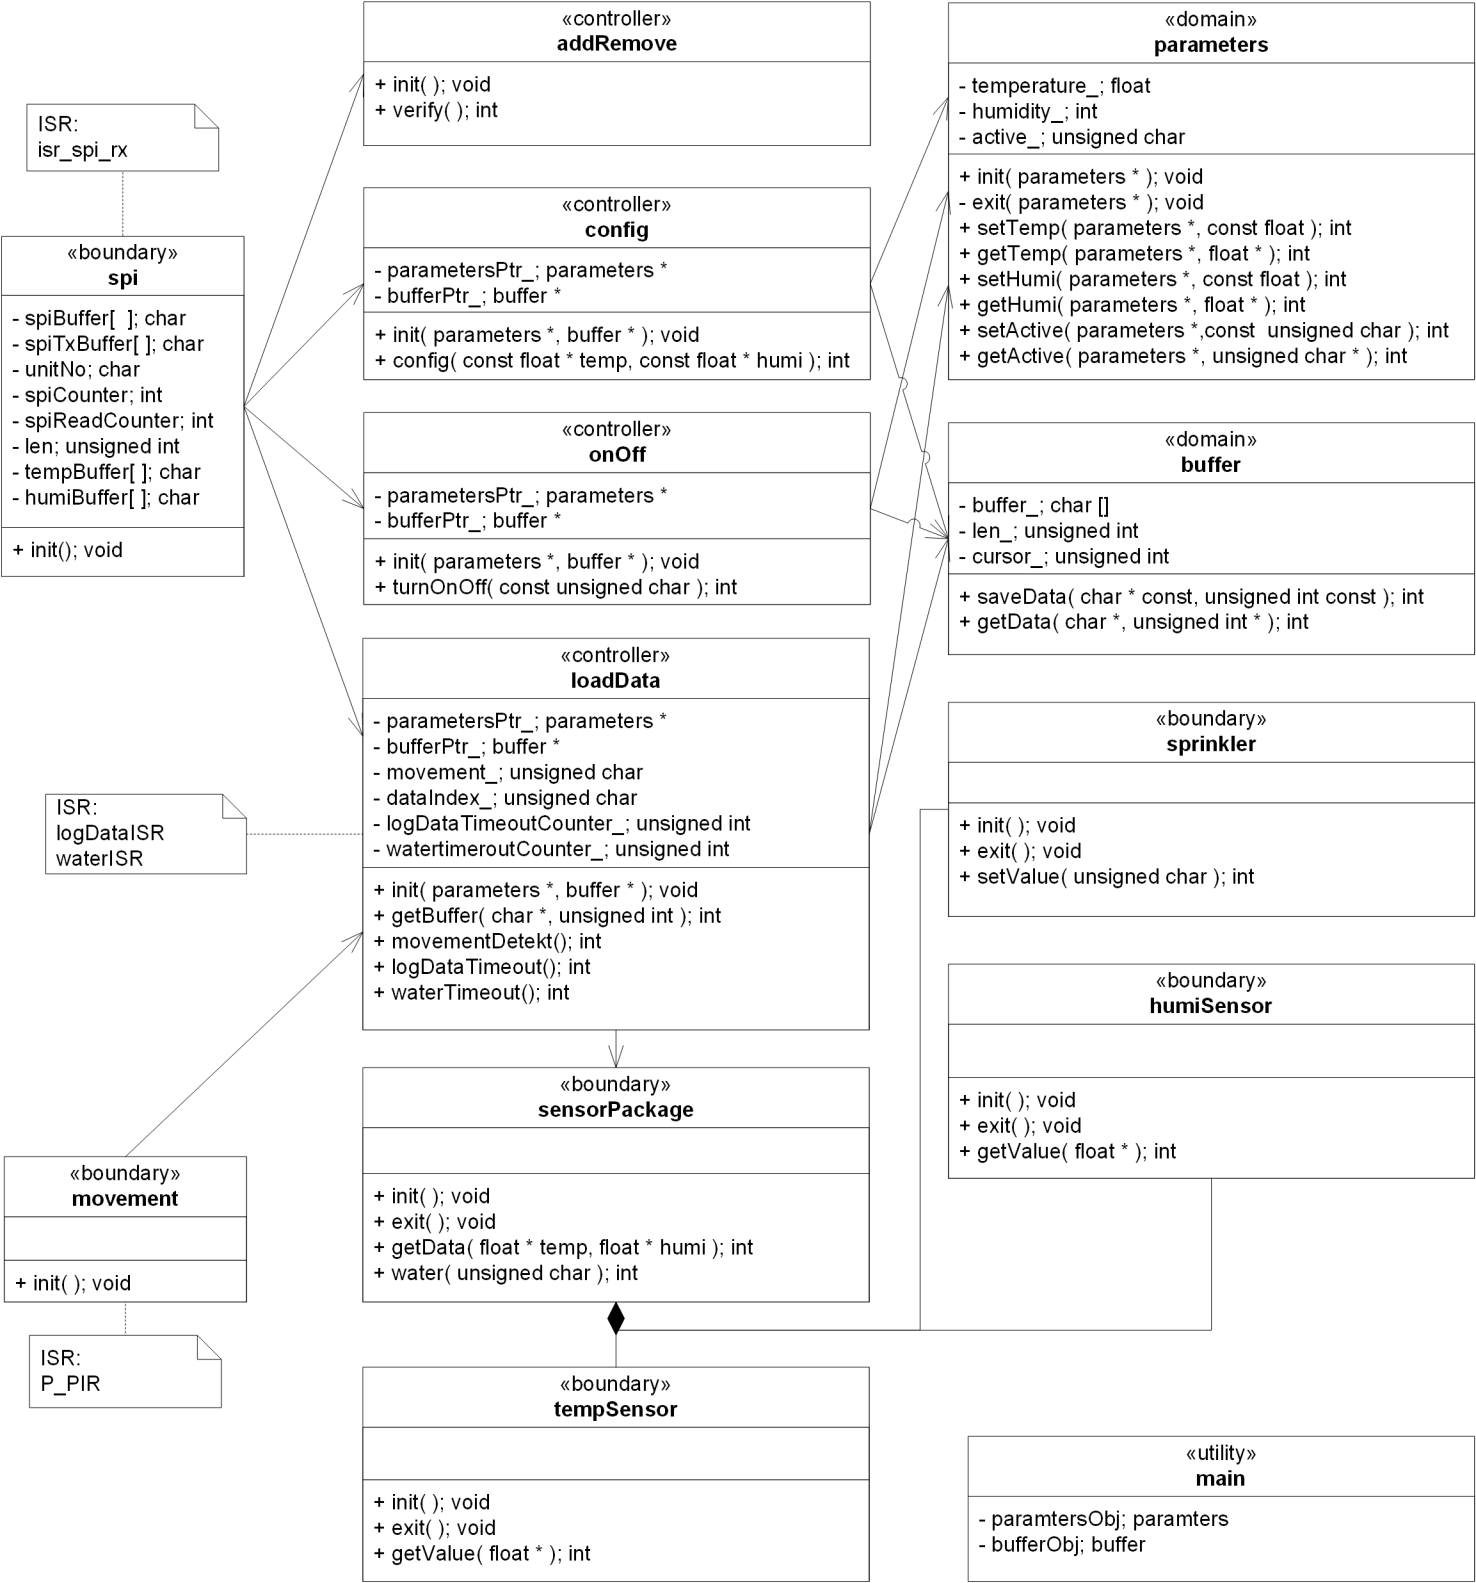 «controller»
addRemove
+ init( ); void
+ verify( ); int
«domain»
parameters
- temperature_; float
- humidity_; int
- active_; unsigned char
+ init( parameters * ); void
- exit( parameters * ); void
+ setTemp( parameters *, const float ); int
+ getTemp( parameters *, float * ); int
+ setHumi( parameters *, const float ); int
+ getHumi( parameters *, float * ); int
+ setActive( parameters *,const  unsigned char ); int
+ getActive( parameters *, unsigned char * ); int
ISR:
isr_spi_rx
«boundary»
spi
- spiBuffer[  ]; char
- spiTxBuffer[ ]; char
- unitNo; char
- spiCounter; int
- spiReadCounter; int
- len; unsigned int
- tempBuffer[ ]; char
- humiBuffer[ ]; char
+ init(); void
«controller»
config
- parametersPtr_; parameters *
- bufferPtr_; buffer *
+ init( parameters *, buffer * ); void
+ config( const float * temp, const float * humi ); int
«controller»
onOff
- parametersPtr_; parameters *
- bufferPtr_; buffer *
+ init( parameters *, buffer * ); void
+ turnOnOff( const unsigned char ); int
«domain»
buffer
- buffer_; char []
- len_; unsigned int
- cursor_; unsigned int
+ saveData( char * const, unsigned int const ); int
+ getData( char *, unsigned int * ); int
«controller»
loadData
- parametersPtr_; parameters *
- bufferPtr_; buffer *
- movement_; unsigned char
- dataIndex_; unsigned char
- logDataTimeoutCounter_; unsigned int
- watertimeroutCounter_; unsigned int
+ init( parameters *, buffer * ); void
+ getBuffer( char *, unsigned int ); int
+ movementDetekt(); int
+ logDataTimeout(); int
+ waterTimeout(); int
ISR:
logDataISR
waterISR
«boundary»
sprinkler
+ init( ); void
+ exit( ); void
+ setValue( unsigned char ); int
«boundary»
humiSensor
+ init( ); void
+ exit( ); void
+ getValue( float * ); int
«boundary»
sensorPackage
+ init( ); void
+ exit( ); void
+ getData( float * temp, float * humi ); int
+ water( unsigned char ); int
«boundary»
movement
+ init( ); void
ISR:
P_PIR
«boundary»
tempSensor
+ init( ); void
+ exit( ); void
+ getValue( float * ); int
«utility»
main
- paramtersObj; paramters
- bufferObj; buffer